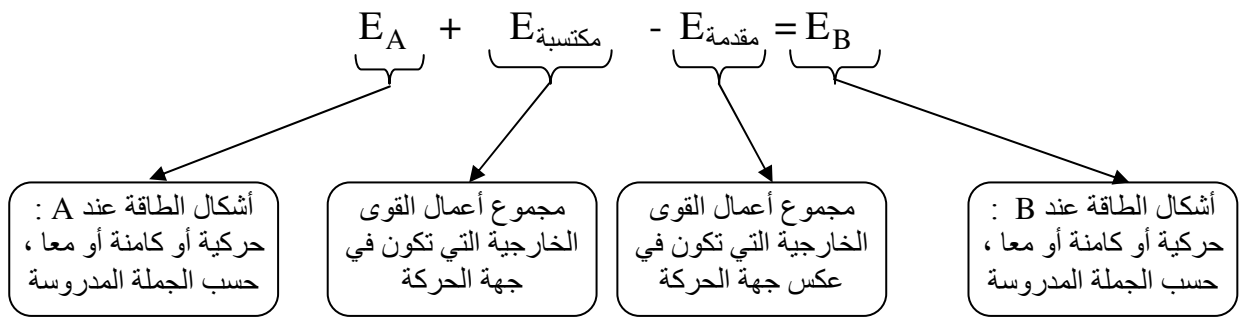 E_A + E_مكتسبة - E_مقدمة = E_B
أشكال الطاقة عند A :
حركية أو كامنة أو معا ،
حسب الجملة المدروسة
مجموع أعمال القوى
الخارجية التي تكون في
جهة الحركة
مجموع أعمال القوى
الخارجية التي تكون في
عكس جهة الحركة
أشكال الطاقة عند B :
حركية أو كامنة أو معا ،
حسب الجملة المدروسة